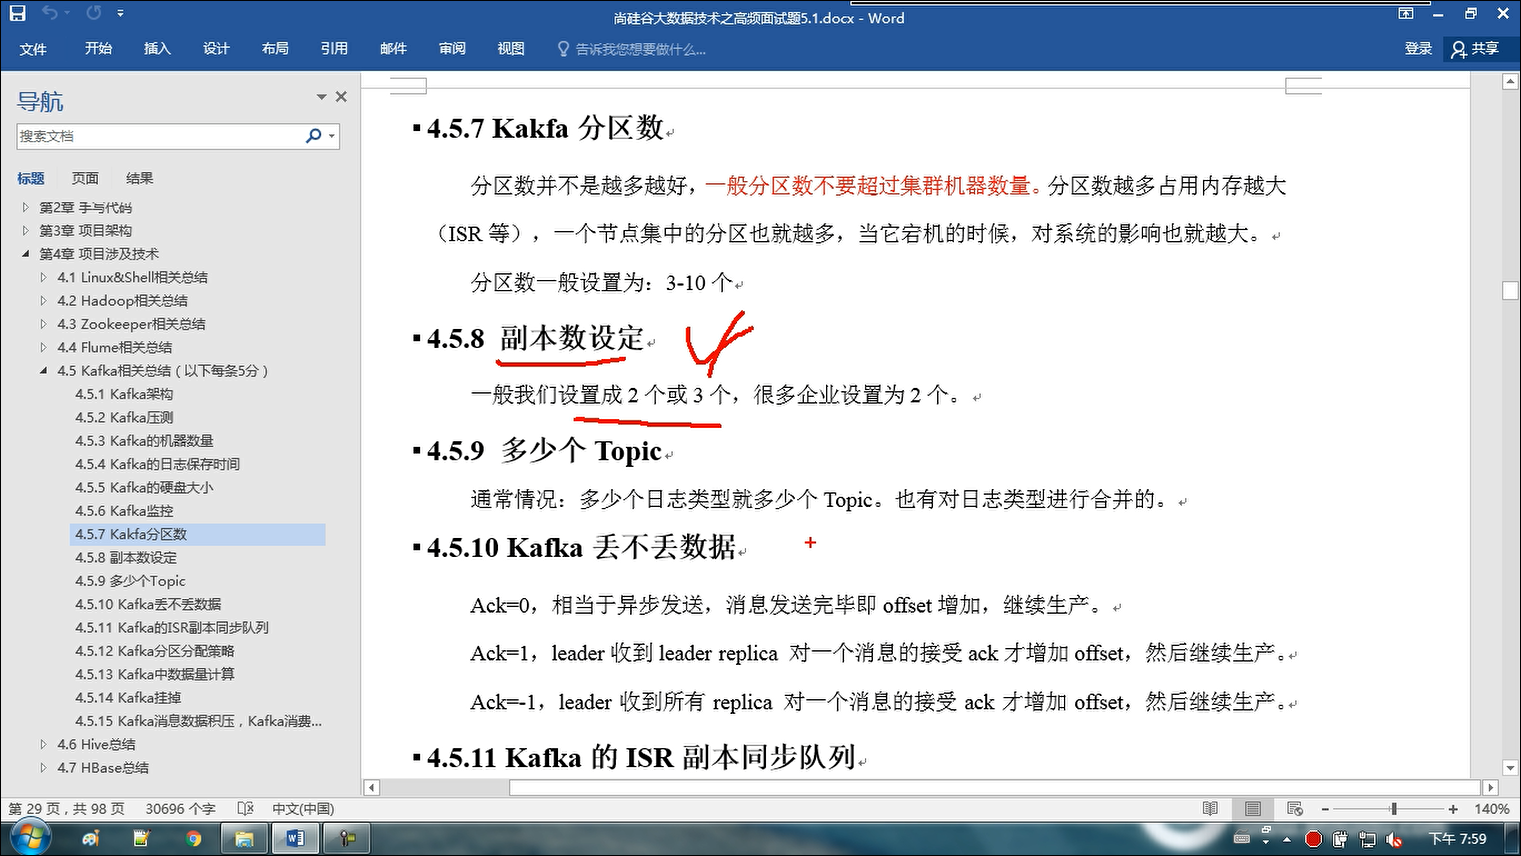 尚硅谷大数据技术之高频面试题5.1.docx - Word
文件 开始 插入 设计 布局 引用 邮件 审阅 视图 告诉我您想要做什么... 登录 共享
导航
搜索文档
标题 页面 结果
第2章 手写代码
第3章 项目架构
第4章 项目涉及技术
4.1 Linux&Shell相关总结
4.2 Hadoop相关总结
4.3 Zookeeper相关总结
4.4 Flume相关总结
4.5 Kafka相关总结（以下每条5分）
4.5.1 Kafka架构
4.5.2 Kafka压测
4.5.3 Kafka的机器数量
4.5.4 Kafka的日志保存时间
4.5.5 Kafka的硬盘大小
4.5.6 Kafka监控
4.5.7 Kakfa分区数
4.5.8 副本数设定
4.5.9 多少个Topic
4.5.10 Kafka丢不丢数据
4.5.11 Kafka的ISR副本同步队列
4.5.12 Kafka分区分配策略
4.5.13 Kafka中数据量计算
4.5.14 Kafka挂掉
4.5.15 Kafka消息数据积压，Kafka消费...
4.6 Hive总结
4.7 HBase总结
4.5.7 Kakfa 分区数
分区数并不是越多越好，一般分区数不要超过集群机器数量。分区数越多占用内存越大
（ISR 等），一个节点集中的分区也就越多，当它宕机的时候，对系统的影响也就越大。
分区数一般设置为：3-10 个
4.5.8 副本数设定
一般我们设置成 2 个或 3 个，很多企业设置为 2 个。
4.5.9 多少个 Topic
通常情况：多少个日志类型就多少个 Topic。也有对日志类型进行合并的。
4.5.10 Kafka 丢不丢数据
Ack=0，相当于异步发送，消息发送完毕即 offset 增加，继续生产。
Ack=1，leader 收到 leader replica 对一个消息的接受 ack 才增加 offset，然后继续生产。
Ack=-1，leader 收到所有 replica 对一个消息的接受 ack 才增加 offset，然后继续生产。
4.5.11 Kafka 的 ISR 副本同步队列
第 29 页，共 98 页 30696 个字 中文(中国) 140%
下午 7:59